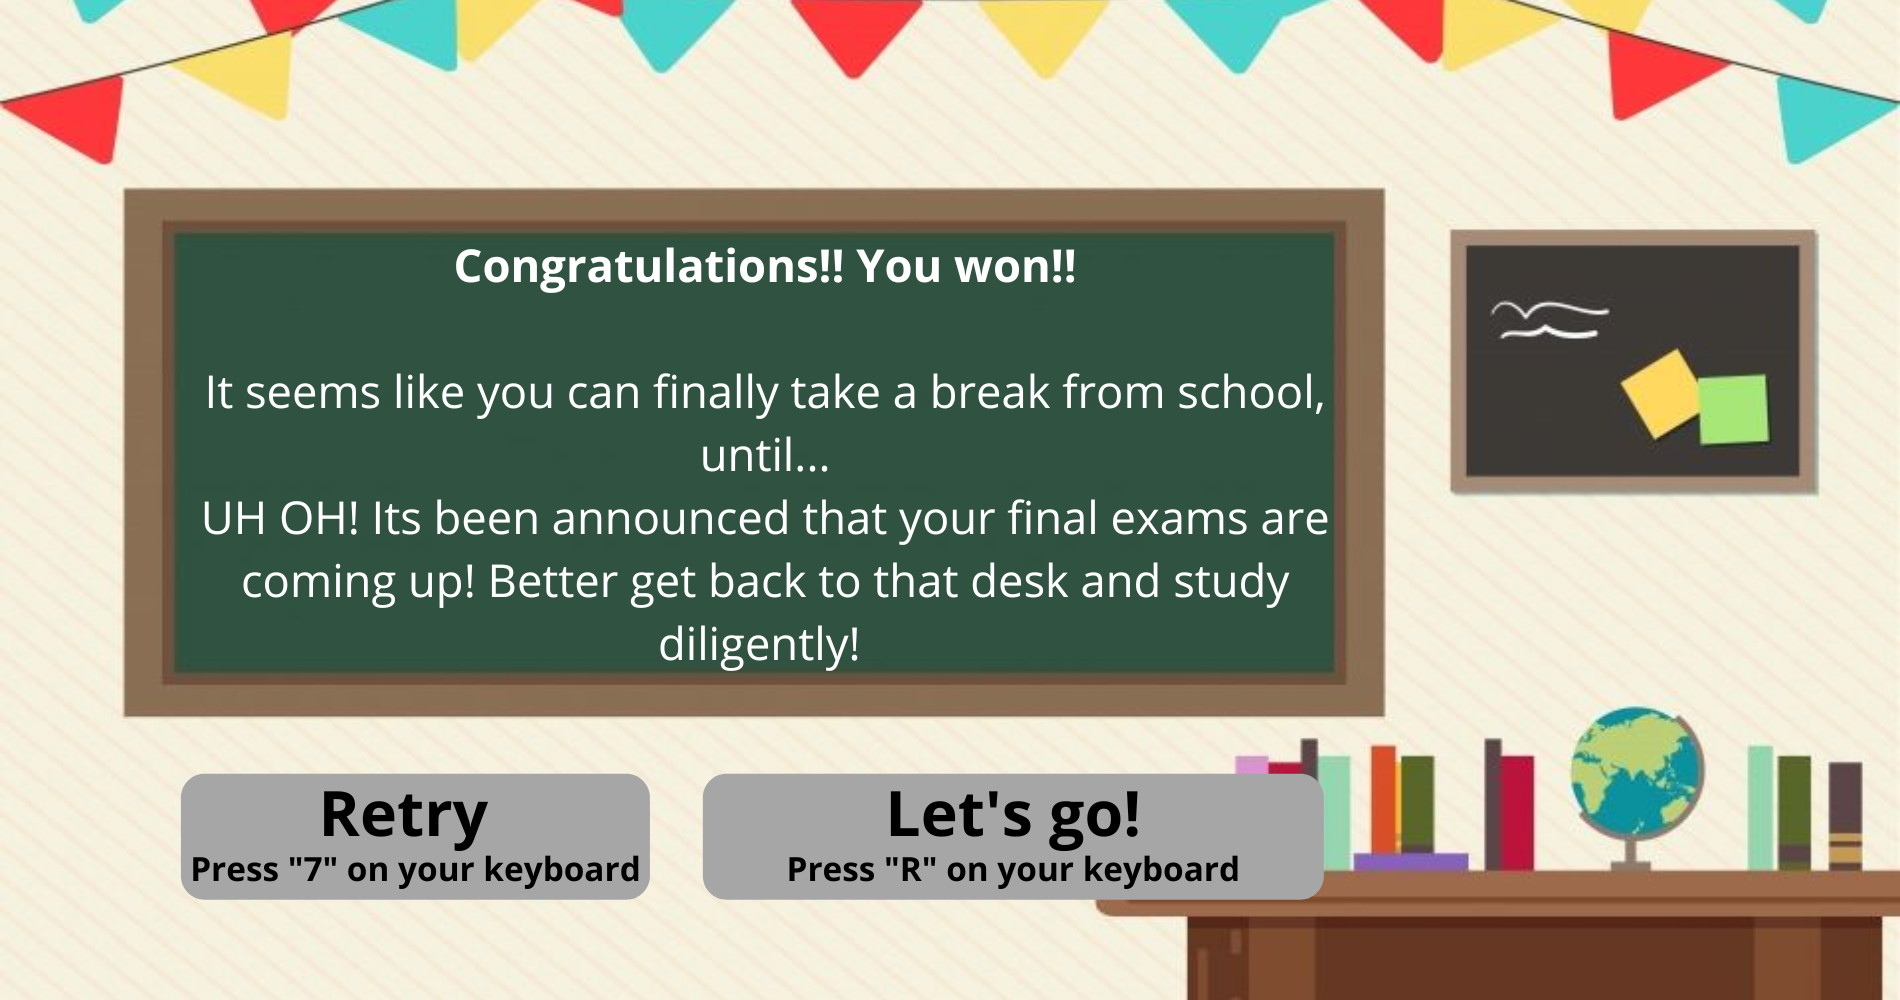 Congratulations!! You won!!
It seems like you can finally take a break from school,
until...
UH OH! Its been announced that your final exams are
coming up! Better get back to that desk and study
diligently!
Retry
Press "7" on your keyboard
Let's go!
Press "R" on your keyboard